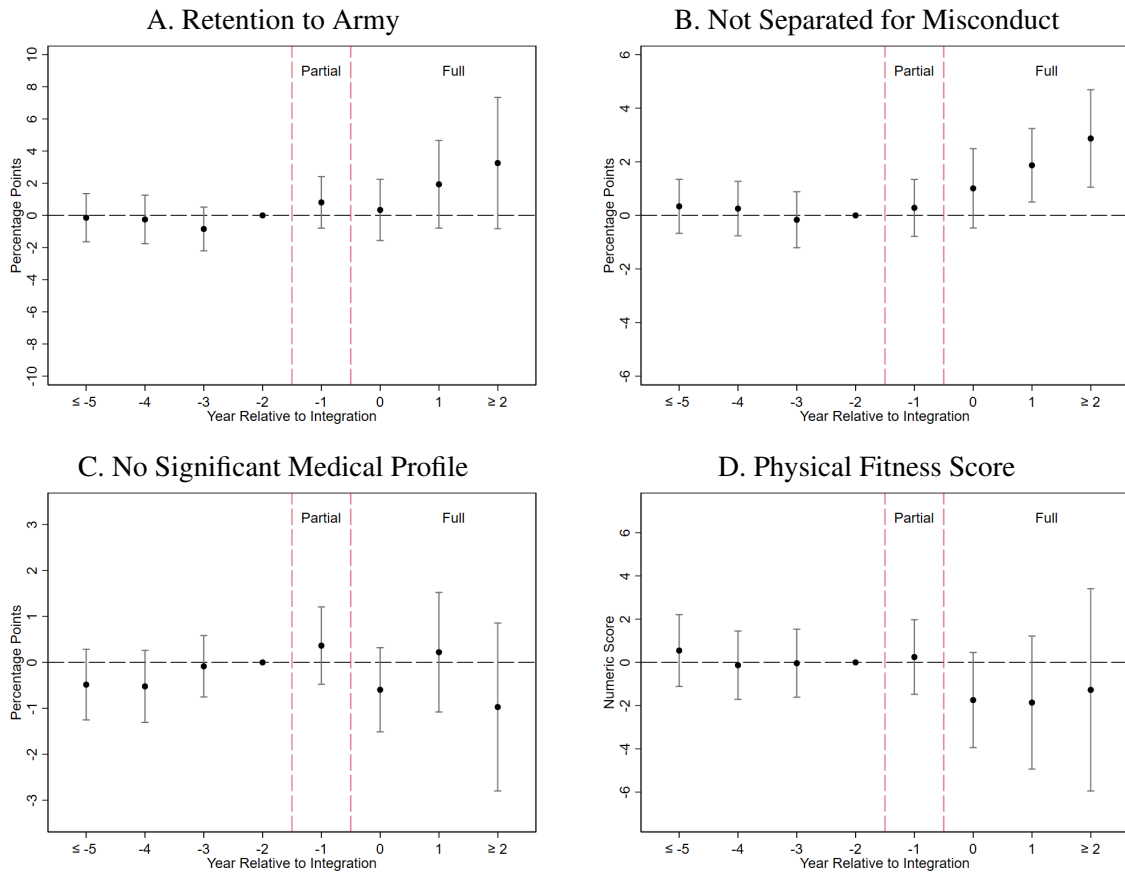 A. Retention to Army
Percentage Points
10
8
6
4
2
0
-2
-4
-6
-8
-10
Partial
Full
≤ -5 -4 -3 -2 -1 0 1 ≥ 2
Year Relative to Integration
B. Not Separated for Misconduct
Percentage Points
6
4
2
0
-2
-4
-6
Partial
Full
≤ -5 -4 -3 -2 -1 0 1 ≥ 2
Year Relative to Integration
C. No Significant Medical Profile
Percentage Points
3
2
1
0
-1
-2
-3
Partial
Full
≤ -5 -4 -3 -2 -1 0 1 ≥ 2
Year Relative to Integration
D. Physical Fitness Score
Numeric Score
6
4
2
0
-2
-4
-6
Partial
Full
≤ -5 -4 -3 -2 -1 0 1 ≥ 2
Year Relative to Integration